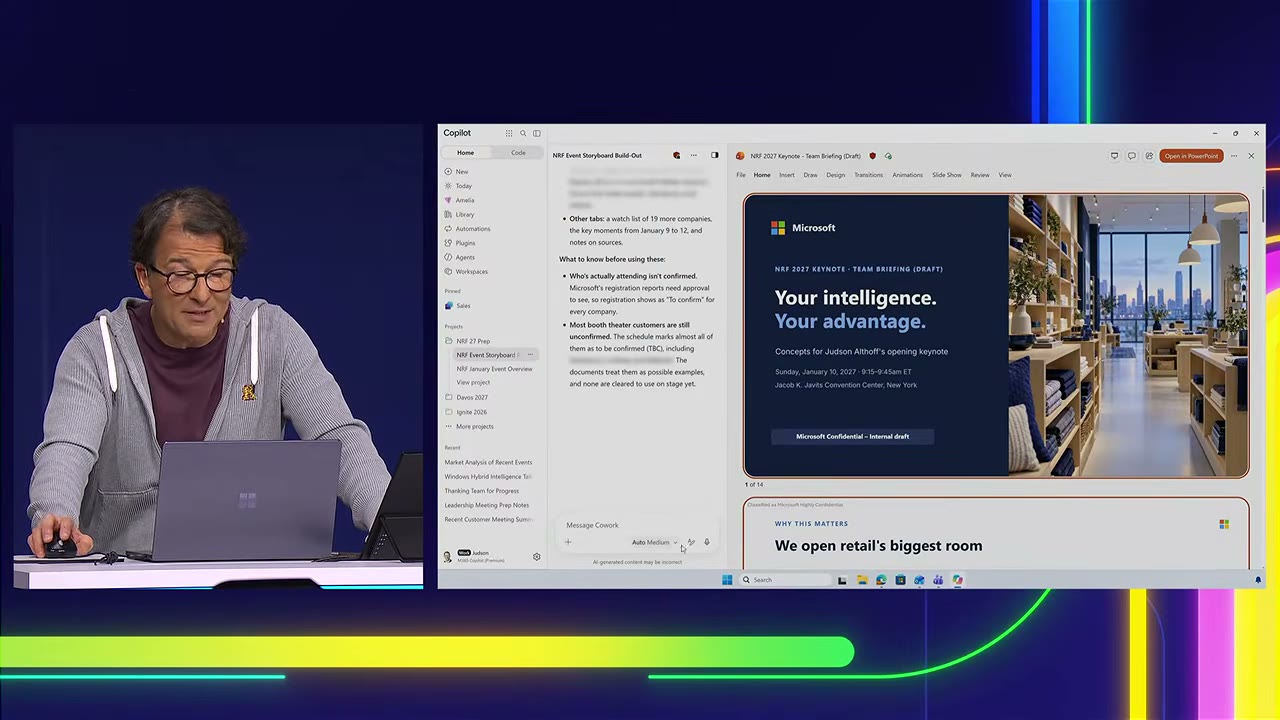 Copilot
Home
Code
New
Today
Amelia
Library
Automations
Plugins
Agents
Workspaces
Pinned
Sales
Projects
NRF 27 Prep
NRF Event Storyboard
NRF January Event Overview
View project
Davos 2027
Ignite 2026
More projects
Recent
Market Analysis of Recent Events
Windows Hybrid Intelligence
Thanking Team for Progress
Leadership Meeting Prep Notes
Recent Customer Meeting
Work Judson
M365 Copilot (Premium)
NRF Event Storyboard Build-Out
• Other tabs: a watch list of 19 more companies,
the key moments from January 9 to 12, and
notes on sources.
What to know before using these:
• Who's actually attending isn't confirmed.
Microsoft's registration reports need approval
to see, so registration shows as "To confirm" for
every company.
• Most booth theater customers are still
unconfirmed. The schedule marks almost all of
them as to be confirmed (TBC), including
The
documents treat them as possible examples,
and none are cleared to use on stage yet.
Message Cowork
Auto Medium
AI-generated content may be incorrect
NRF 2027 Keynote - Team Briefing (Draft)
Open in PowerPoint
File Home Insert Draw Design Transitions Animations Slide Show Review View
Microsoft
NRF 2027 KEYNOTE · TEAM BRIEFING (DRAFT)
Your intelligence.
Your advantage.
Concepts for Judson Althoff's opening keynote
Sunday, January 10, 2027 · 9:15–9:45am ET
Jacob K. Javits Convention Center, New York
Microsoft Confidential – Internal draft
1 of 14
Classified as Microsoft Highly Confidential
WHY THIS MATTERS
We open retail's biggest room
Search